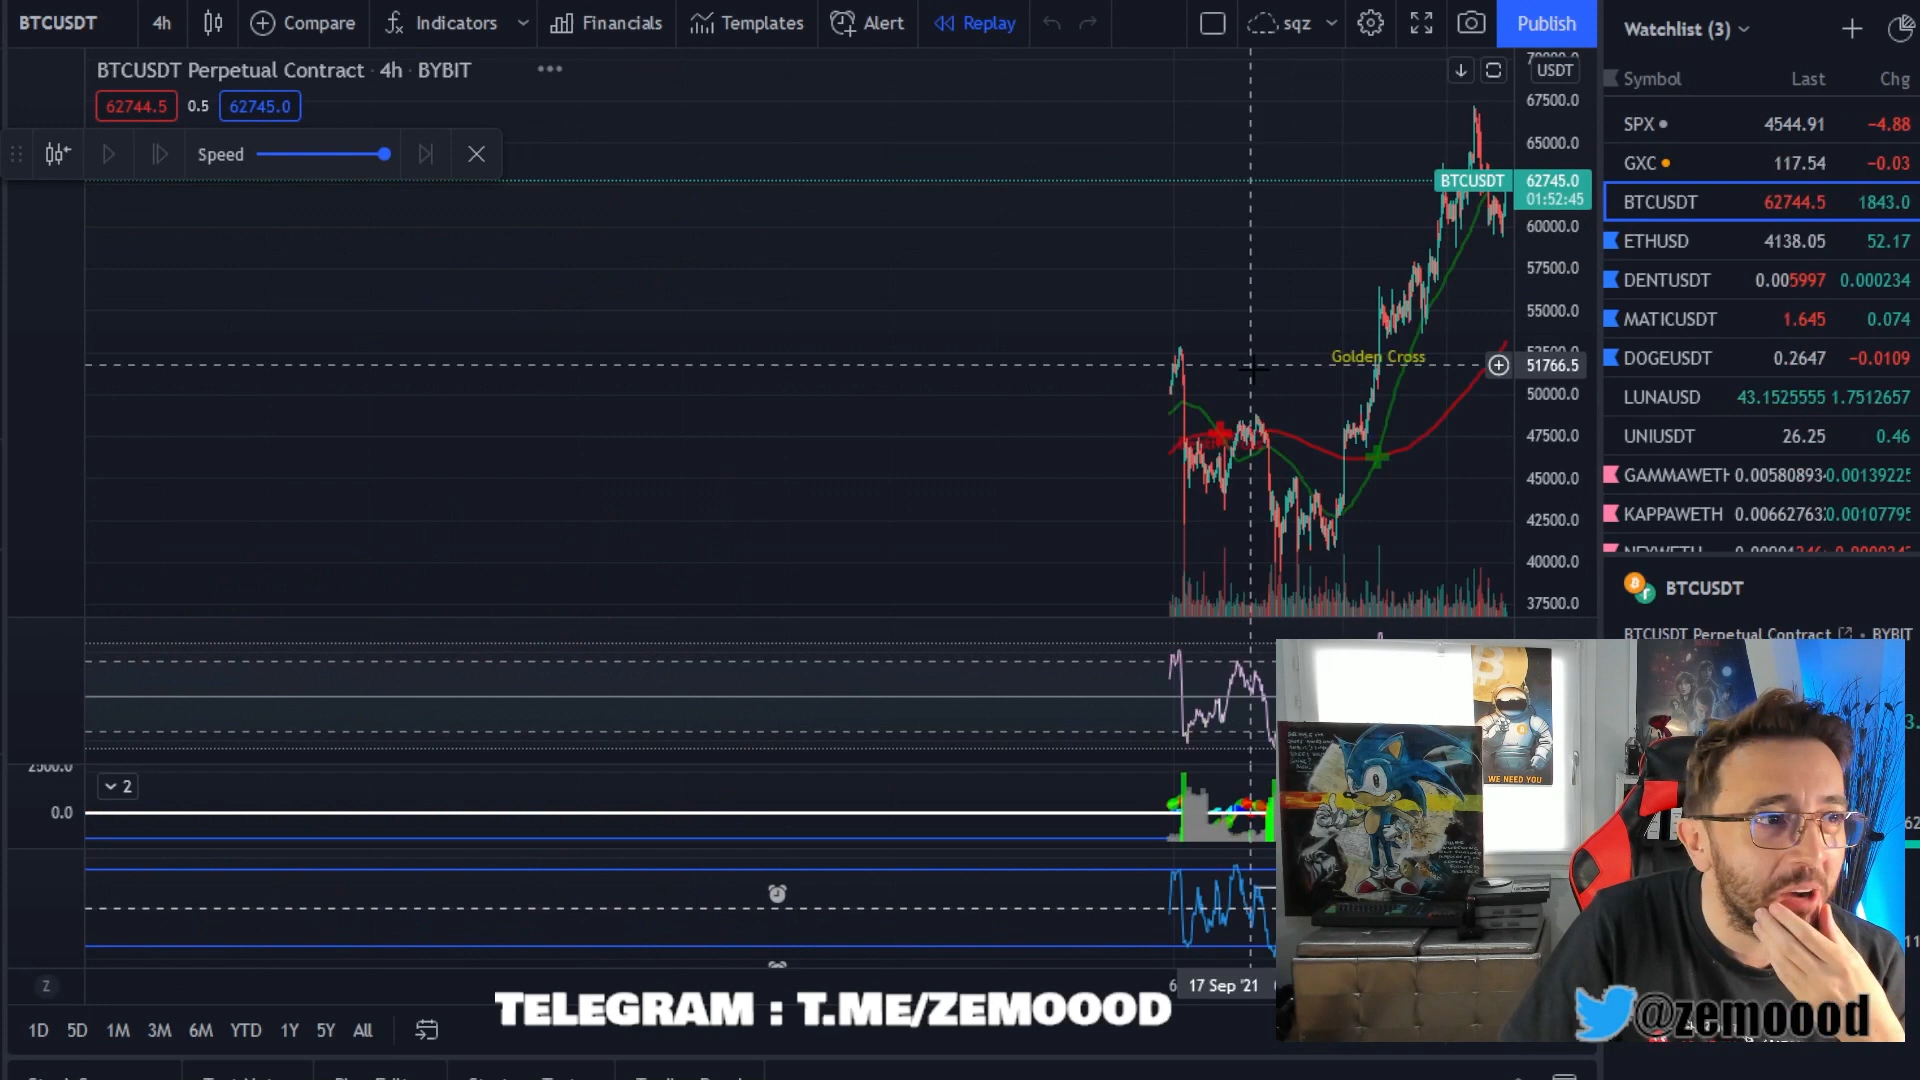 BTCUSDT 4h Compare Indicators Financials Templates Alert Replay sqz Publish
Watchlist (3)
BTCUSDT Perpetual Contract · 4h · BYBIT
USDT
62744.5 0.5 62745.0
Speed
67500.0
65000.0
BTCUSDT 62745.0
01:52:45
60000.0
57500.0
55000.0
Golden Cross
51766.5
50000.0
47500.0
45000.0
42500.0
40000.0
37500.0
Symbol Last Chg
SPX 4544.91 −4.88
GXC 117.54 −0.03
BTCUSDT 62744.5 1843.0
ETHUSD 4138.05 52.17
DENTUSDT 0.005997 0.000234
MATICUSDT 1.645 0.074
DOGEUSDT 0.2647 −0.0109
LUNAUSD 43.1525555 1.7512657
UNIUSDT 26.25 0.46
GAMMAWETH 0.00580893 0.00139225
KAPPAWETH 0.00662763 0.00107795
BTCUSDT
BTCUSDT Perpetual Contract · BYBIT
2
0.0
WE NEED YOU
Z
17 Sep '21
TELEGRAM : T.ME/ZEMOOOD
@zemoood
1D 5D 1M 3M 6M YTD 1Y 5Y All